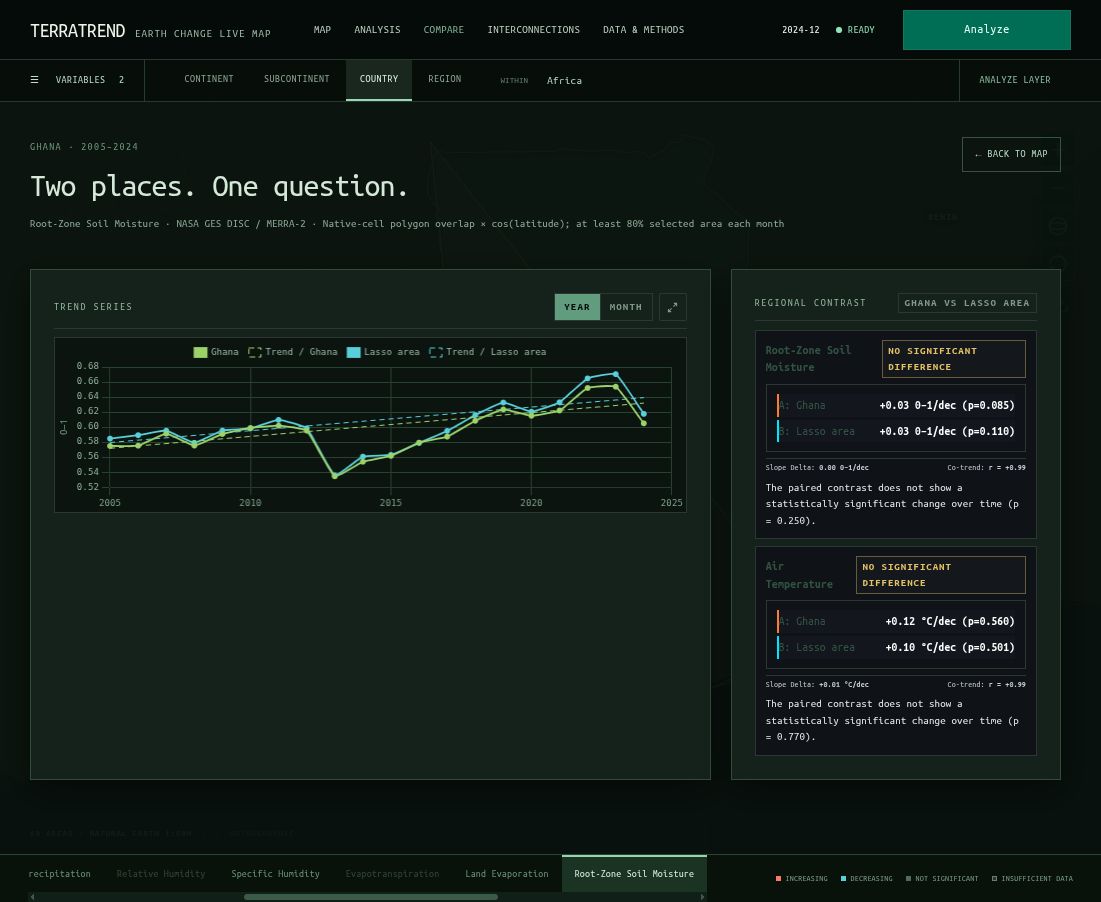 TERRATREND EARTH CHANGE LIVE MAP MAP ANALYSIS COMPARE INTERCONNECTIONS DATA & METHODS 2024-12 READY Analyze
☰ VARIABLES 2 CONTINENT SUBCONTINENT COUNTRY REGION WITHIN Africa ANALYZE LAYER
GHANA · 2005–2024
← BACK TO MAP
Two places. One question.
Root-Zone Soil Moisture · NASA GES DISC / MERRA-2 · Native-cell polygon overlap × cos(latitude); at least 80% selected area each month
BENIN
TREND SERIES YEAR MONTH
Ghana Trend / Ghana Lasso area Trend / Lasso area
0.68
0.66
0.64
0.62
0.60
0.58
0.56
0.54
0.52
0–1
2005 2010 2015 2020 2025
REGIONAL CONTRAST GHANA VS LASSO AREA
Root-Zone Soil Moisture
NO SIGNIFICANT DIFFERENCE
A: Ghana +0.03 0–1/dec (p=0.085)
B: Lasso area +0.03 0–1/dec (p=0.110)
Slope Delta: 0.00 0–1/dec Co-trend: r = +0.99
The paired contrast does not show a
statistically significant change over time (p
= 0.250).
Air Temperature
NO SIGNIFICANT DIFFERENCE
A: Ghana +0.12 °C/dec (p=0.560)
B: Lasso area +0.10 °C/dec (p=0.501)
Slope Delta: +0.01 °C/dec Co-trend: r = +0.99
The paired contrast does not show a
statistically significant change over time (p
= 0.770).
recipitation Relative Humidity Specific Humidity Evapotranspiration Land Evaporation Root-Zone Soil Moisture
INCREASING DECREASING NOT SIGNIFICANT INSUFFICIENT DATA